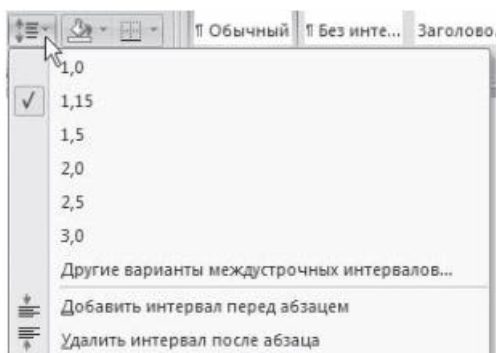 ¶ Обычный ¶ Без инте... Заголово
1,0
1,15
1,5
2,0
2,5
3,0
Другие варианты междустрочных интервалов...
Добавить интервал перед абзацем
Удалить интервал после абзаца